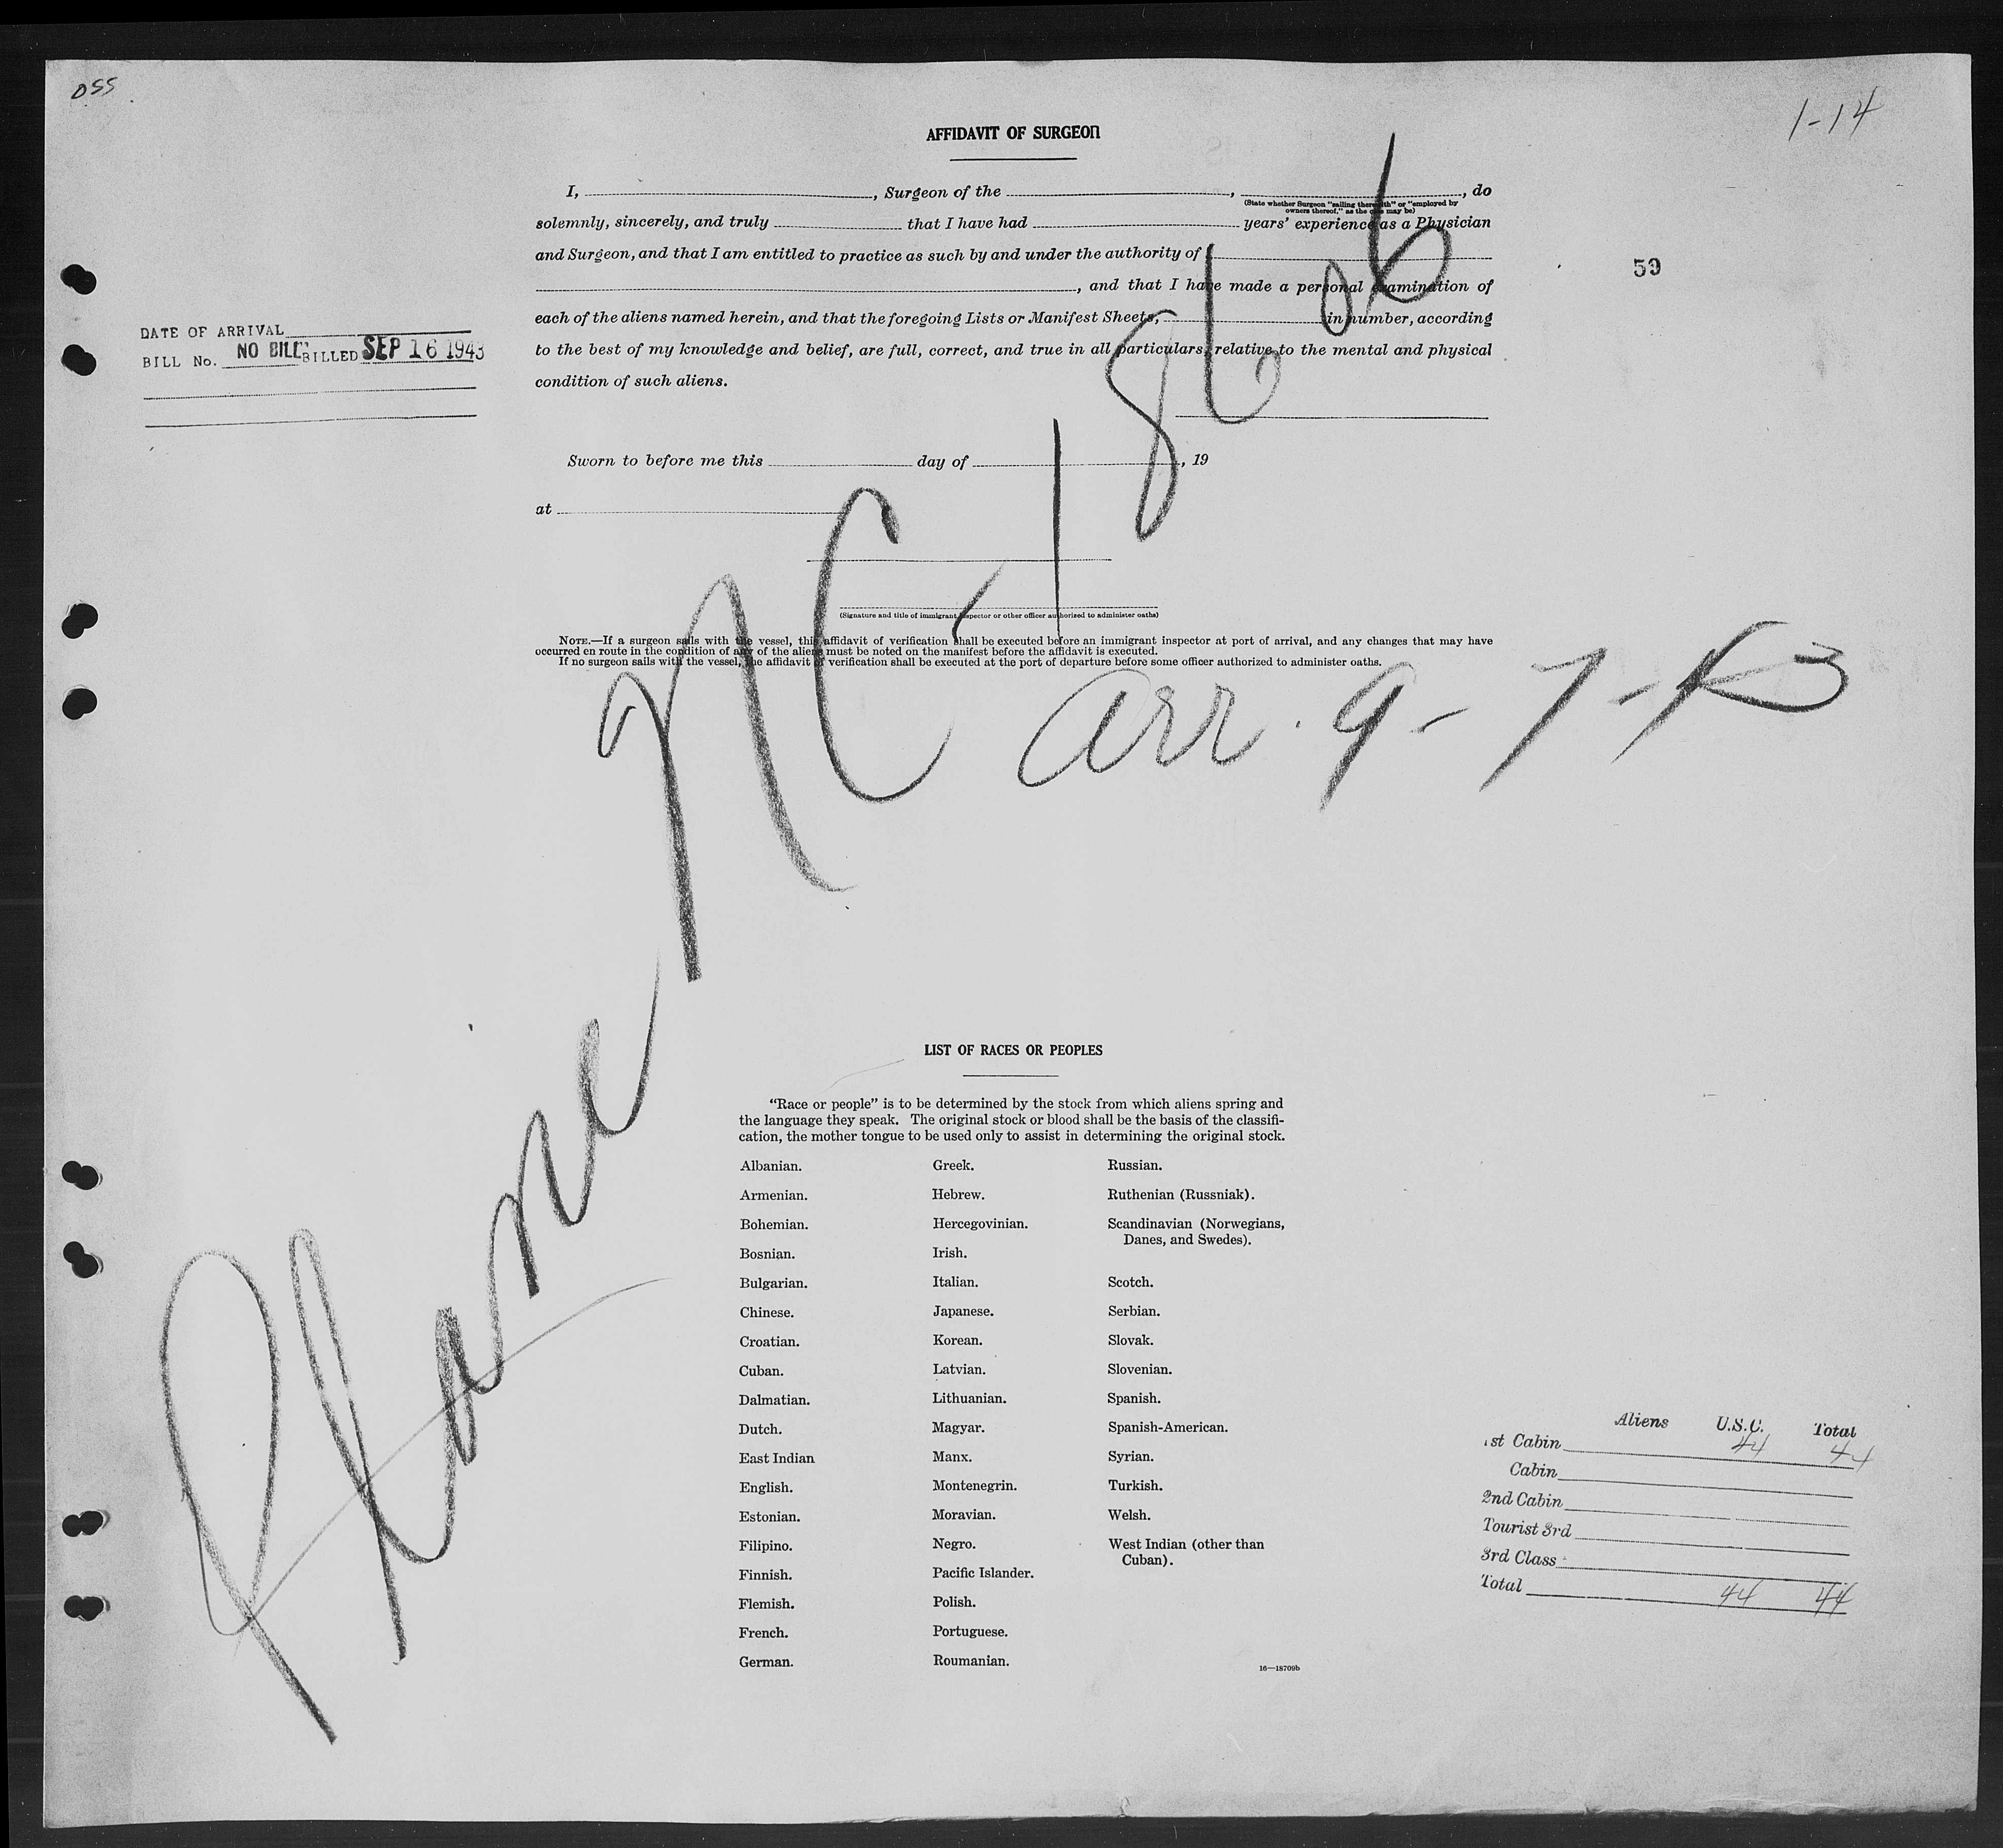 DSS
1-14
AFFIDAVIT OF SURGEON
I, , Surgeon of the , , do
(State whether Surgeon "sailing therewith" or "employed by
owners thereof," as the case may be)
solemnly, sincerely, and truly that I have had years' experience as a Physician
and Surgeon, and that I am entitled to practice as such by and under the authority of
59
, and that I have made a personal examination of
each of the aliens named herein, and that the foregoing Lists or Manifest Sheets, in number, according
to the best of my knowledge and belief, are full, correct, and true in all particulars, relative to the mental and physical
condition of such aliens.
DATE OF ARRIVAL
BILL No. NO BILL BILLED SEP 16 1943
Sworn to before me this day of , 19
at
(Signature and title of immigrant inspector or other officer authorized to administer oaths)
NOTE.—If a surgeon sails with the vessel, this affidavit of verification shall be executed before an immigrant inspector at port of arrival, and any changes that may have
occurred en route in the condition of any of the aliens must be noted on the manifest before the affidavit is executed.
If no surgeon sails with the vessel, the affidavit of verification shall be executed at the port of departure before some officer authorized to administer oaths.
Plane NC-18606
arr. 9-7-43
LIST OF RACES OR PEOPLES
"Race or people" is to be determined by the stock from which aliens spring and
the language they speak. The original stock or blood shall be the basis of the classifi-
cation, the mother tongue to be used only to assist in determining the original stock.
Albanian.
Armenian.
Bohemian.
Bosnian.
Bulgarian.
Chinese.
Croatian.
Cuban.
Dalmatian.
Dutch.
East Indian
English.
Estonian.
Filipino.
Finnish.
Flemish.
French.
German.
Greek.
Hebrew.
Hercegovinian.
Irish.
Italian.
Japanese.
Korean.
Latvian.
Lithuanian.
Magyar.
Manx.
Montenegrin.
Moravian.
Negro.
Pacific Islander.
Polish.
Portuguese.
Roumanian.
Russian.
Ruthenian (Russniak).
Scandinavian (Norwegians,
Danes, and Swedes).
Scotch.
Serbian.
Slovak.
Slovenian.
Spanish.
Spanish-American.
Syrian.
Turkish.
Welsh.
West Indian (other than
Cuban).
16—18709b
Aliens U.S.C. Total
1st Cabin 44 44
Cabin
2nd Cabin
Tourist 3rd
3rd Class
Total 44 44